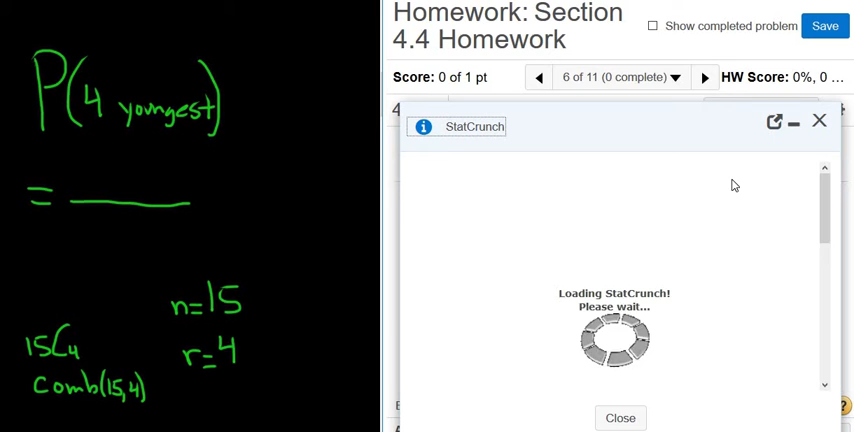 P(4 youngest)
= ________
n=15
r=4
15C4
comb(15,4)
Homework: Section
4.4 Homework
Show completed problem
Save
Score: 0 of 1 pt
6 of 11 (0 complete)
HW Score: 0%, 0 ...
StatCrunch
Loading StatCrunch!
Please wait...
Close
?